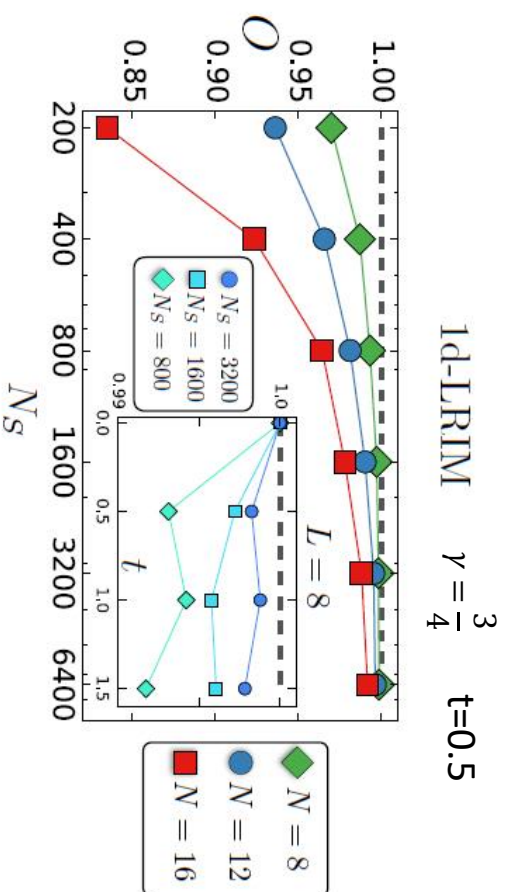 1d-LRIM γ = 3/4 t=0.5
O
1.00
0.95
0.90
0.85
200 400 800 1600 3200 6400
N_S
N = 8
N = 12
N = 16
N_S = 3200
N_S = 1600
N_S = 800
L = 8
1.0
0.99
0.0 0.5 1.0 1.5
t